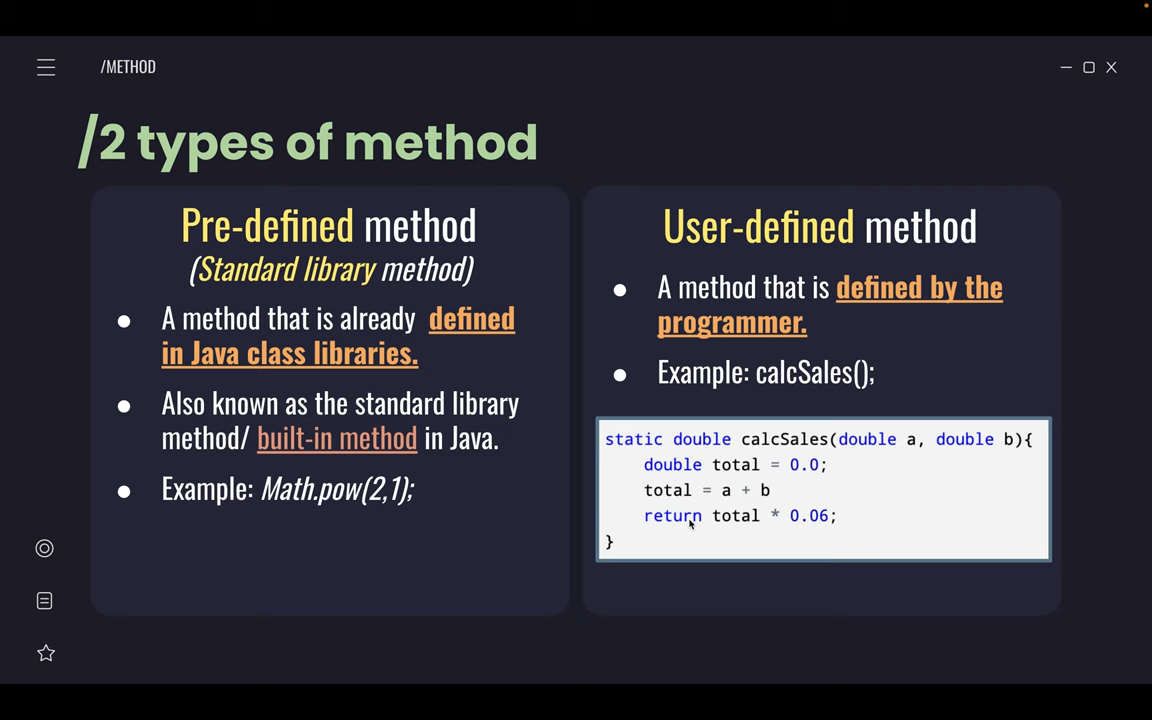 /METHOD
/2 types of method
Pre-defined method
(Standard library method)
● A method that is already defined
in Java class libraries.
● Also known as the standard library
method/ built-in method in Java.
● Example: Math.pow(2,1);
User-defined method
● A method that is defined by the
programmer.
● Example: calcSales();
static double calcSales(double a, double b){
    double total = 0.0;
    total = a + b
    return total * 0.06;
}